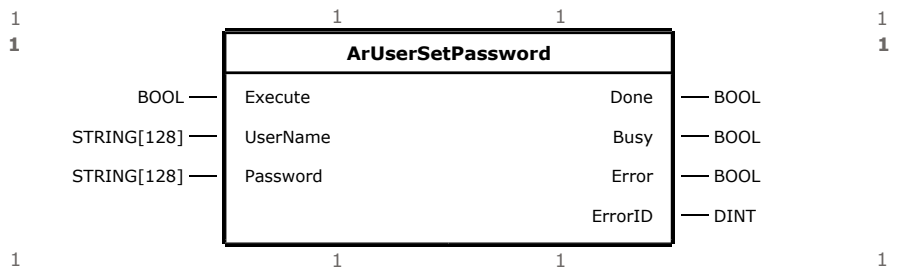 1 1 1 1
1 1
ArUserSetPassword
BOOL Execute Done BOOL
STRING[128] UserName Busy BOOL
STRING[128] Password Error BOOL
ErrorID DINT
1 1 1 1